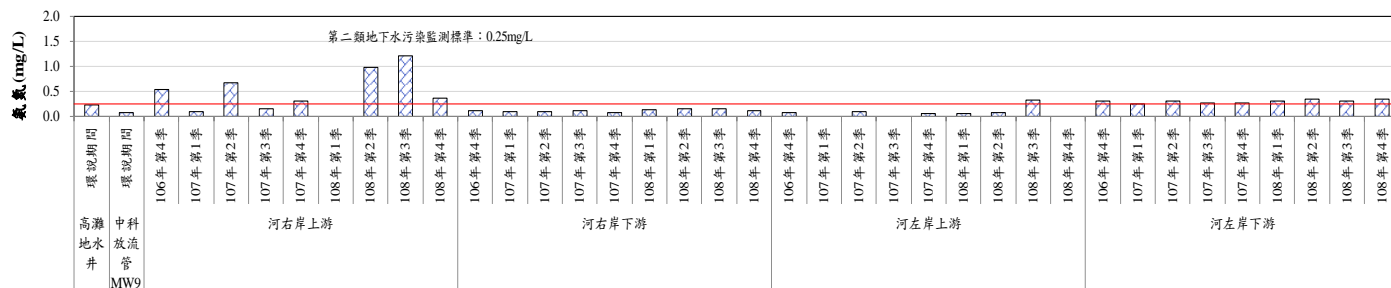 氨氮(mg/L)
2.0
1.5
1.0
0.5
0.0
第二類地下水污染監測標準：0.25mg/L
環說期間
環說期間
106年第4季
107年第1季
107年第2季
107年第3季
107年第4季
108年第1季
108年第2季
108年第3季
108年第4季
106年第4季
107年第1季
107年第2季
107年第3季
107年第4季
108年第1季
108年第2季
108年第3季
108年第4季
106年第4季
107年第1季
107年第2季
107年第3季
107年第4季
108年第1季
108年第2季
108年第3季
108年第4季
106年第4季
107年第1季
107年第2季
107年第3季
107年第4季
108年第1季
108年第2季
108年第3季
108年第4季
高灘
地水
井
中科
放流
管
MW9
河右岸上游
河右岸下游
河左岸上游
河左岸下游